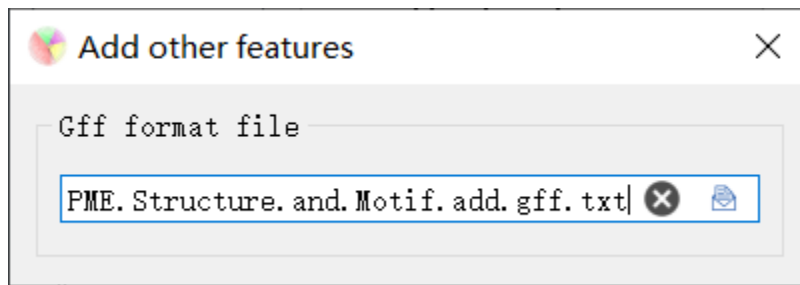 Add other features
Gff format file
PME.Structure.and.Motif.add.gff.txt